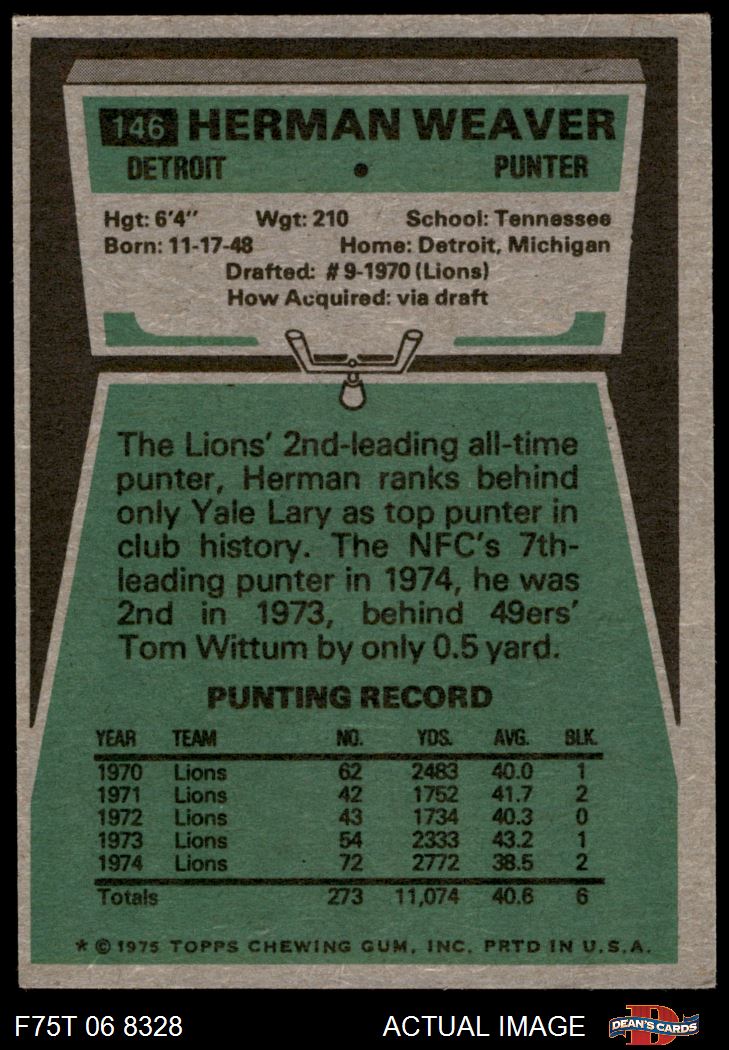 146 HERMAN WEAVER
DETROIT • PUNTER
Hgt: 6'4" Wgt: 210 School: Tennessee
Born: 11-17-48 Home: Detroit, Michigan
Drafted: #9-1970 (Lions)
How Acquired: via draft
The Lions' 2nd-leading all-time
punter, Herman ranks behind
only Yale Lary as top punter in
club history. The NFC's 7th-
leading punter in 1974, he was
2nd in 1973, behind 49ers'
Tom Wittum by only 0.5 yard.
PUNTING RECORD
YEAR TEAM NO. YDS. AVG. BLK.
1970 Lions 62 2483 40.0 1
1971 Lions 42 1752 41.7 2
1972 Lions 43 1734 40.3 0
1973 Lions 54 2333 43.2 1
1974 Lions 72 2772 38.5 2
Totals 273 11,074 40.6 6
* © 1975 TOPPS CHEWING GUM, INC. PRTD IN U.S.A.
F75T 06 8328 ACTUAL IMAGE D DEAN'S CARDS